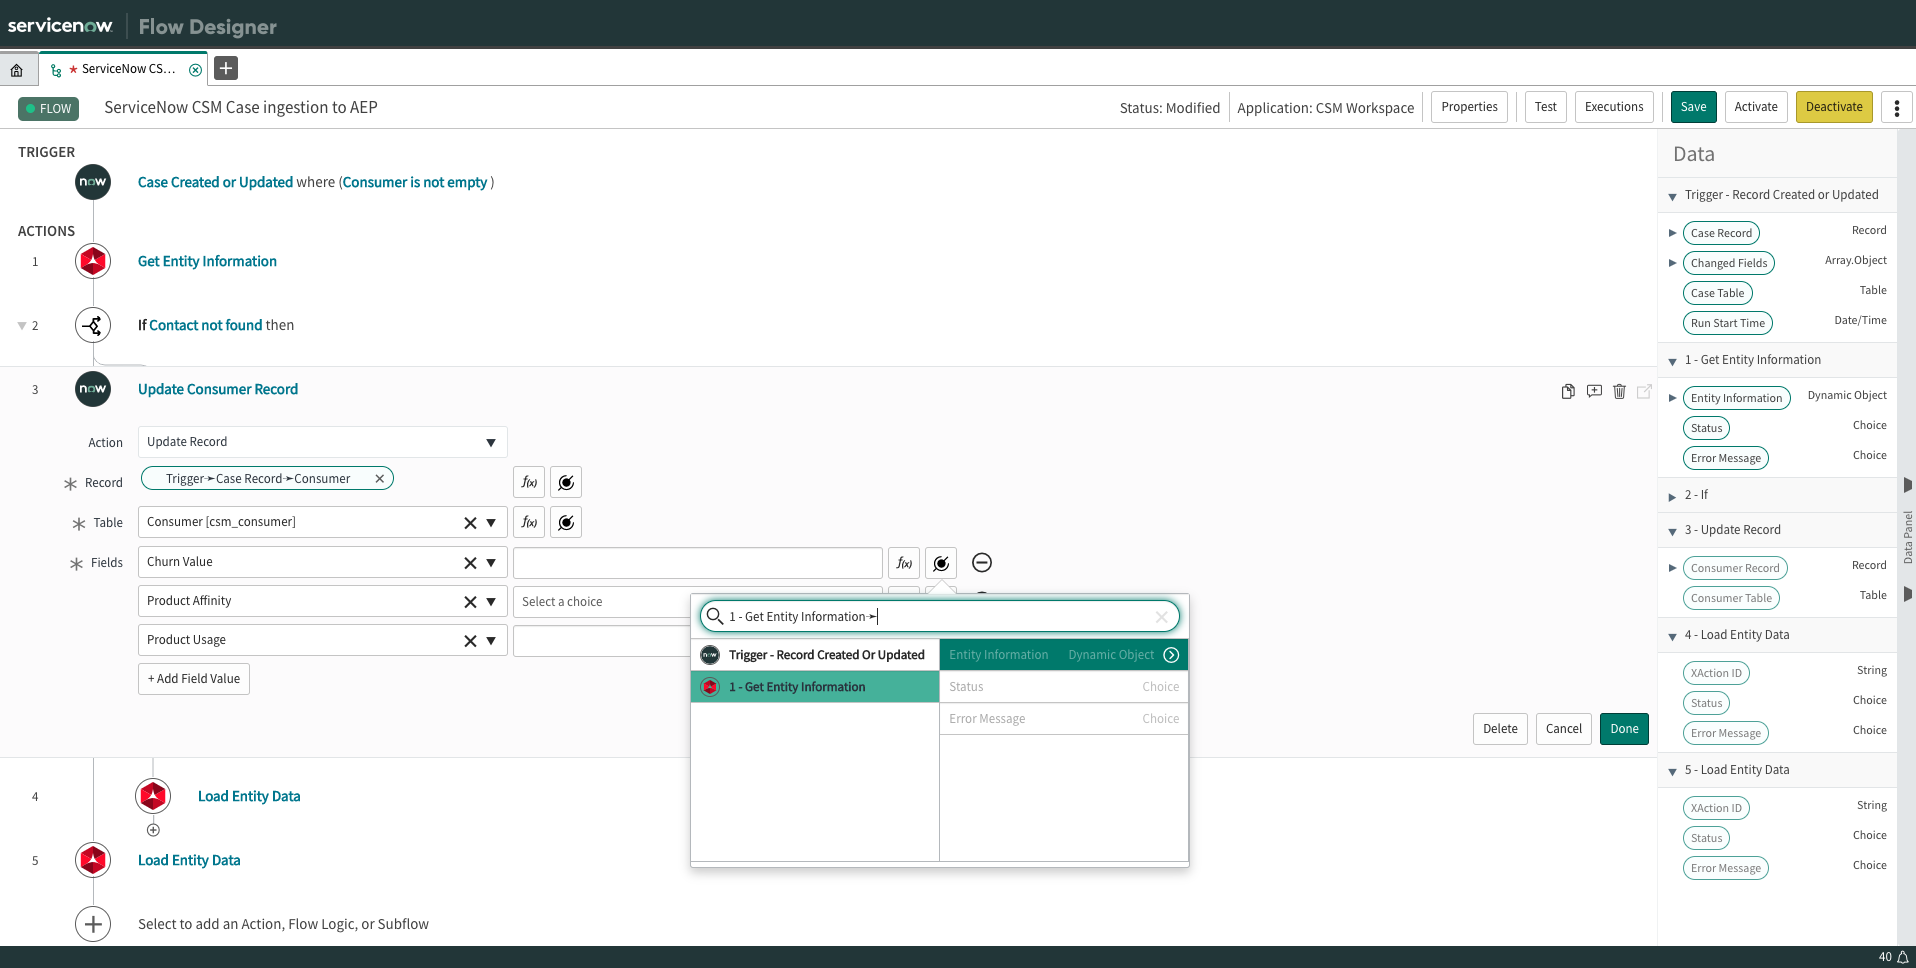 servicenow Flow Designer
* ServiceNow CS...
FLOW ServiceNow CSM Case ingestion to AEP Status: Modified Application: CSM Workspace Properties Test Executions Save Activate Deactivate
TRIGGER
now Case Created or Updated where (Consumer is not empty )
ACTIONS
1 Get Entity Information
2 If Contact not found then
3 now Update Consumer Record
Action Update Record
Record Trigger➛Case Record➛Consumer f(x)
Table Consumer [csm_consumer] f(x)
Fields Churn Value f(x)
Product Affinity Select a choice
Product Usage
+ Add Field Value
1 - Get Entity Information➛
now Trigger - Record Created Or Updated
1 - Get Entity Information
Entity Information Dynamic Object
Status Choice
Error Message Choice
Delete Cancel Done
4 Load Entity Data
5 Load Entity Data
Select to add an Action, Flow Logic, or Subflow
Data
Trigger - Record Created or Updated
Case Record Record
Changed Fields Array.Object
Case Table Table
Run Start Time Date/Time
1 - Get Entity Information
Entity Information Dynamic Object
Status Choice
Error Message Choice
2 - If
3 - Update Record
Consumer Record Record
Consumer Table Table
4 - Load Entity Data
XAction ID String
Status Choice
Error Message Choice
5 - Load Entity Data
XAction ID String
Status Choice
Error Message Choice
Data Panel
40